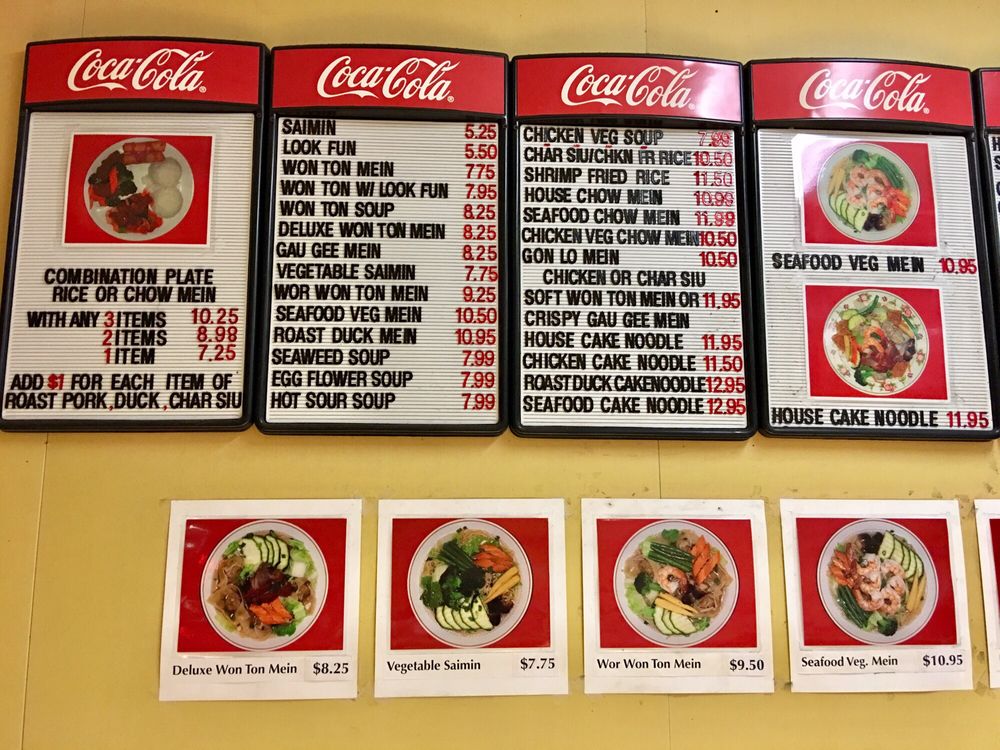 Coca-Cola®
COMBINATION PLATE
RICE OR CHOW MEIN
WITH ANY 3 ITEMS 10.25
2 ITEMS 8.98
1 ITEM 7.25
ADD $1 FOR EACH ITEM OF
ROAST PORK, DUCK, CHAR SIU
Coca-Cola®
SAIMIN 5.25
LOOK FUN 5.50
WON TON MEIN 775
WON TON W/ LOOK FUN 7.95
WON TON SOUP 8.25
DELUXE WON TON MEIN 8.25
GAU GEE MEIN 8.25
VEGETABLE SAIMIN 7.75
WOR WON TON MEIN 9.25
SEAFOOD VEG MEIN 10.50
ROAST DUCK MEIN 10.95
SEAWEED SOUP 7.99
EGG FLOWER SOUP 7.99
HOT SOUR SOUP 7.99
Coca-Cola®
CHICKEN VEG SOUP 7.99
CHAR SIU/CHKN FR RICE 10.50
SHRIMP FRIED RICE 11.50
HOUSE CHOW MEIN 10.99
SEAFOOD CHOW MEIN 11.99
CHICKEN VEG CHOW MEIN 10.50
GON LO MEIN 10.50
CHICKEN OR CHAR SIU
SOFT WON TON MEIN OR 11.95
CRISPY GAU GEE MEIN
HOUSE CAKE NOODLE 11.95
CHICKEN CAKE NOODLE 11.50
ROAST DUCK CAKENOODLE 12.95
SEAFOOD CAKE NOODLE 12.95
Coca-Cola®
SEAFOOD VEG MEIN 10.95
HOUSE CAKE NOODLE 11.95
Deluxe Won Ton Mein $8.25
Vegetable Saimin $7.75
Wor Won Ton Mein $9.50
Seafood Veg. Mein $10.95